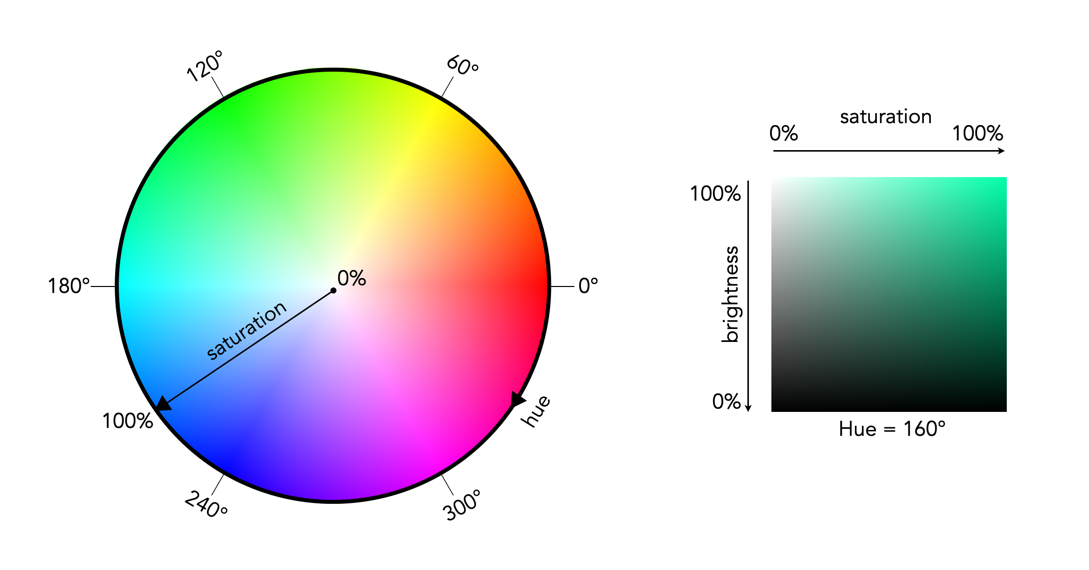 120°
60°
180°
0°
0%
saturation
100%
hue
240°
300°
saturation
0% 100%
100%
brightness
0%
Hue = 160°